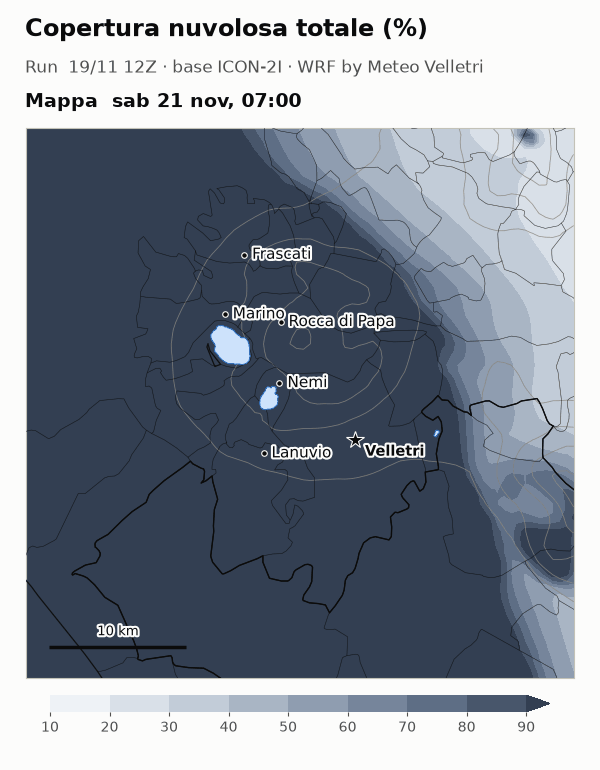 Copertura nuvolosa totale (%)
Run  19/11 12Z · base ICON-2I · WRF by Meteo Velletri
Mappa  sab 21 nov, 07:00
Frascati
Marino
Rocca di Papa
Nemi
Velletri
Lanuvio
10 km
10 20 30 40 50 60 70 80 90